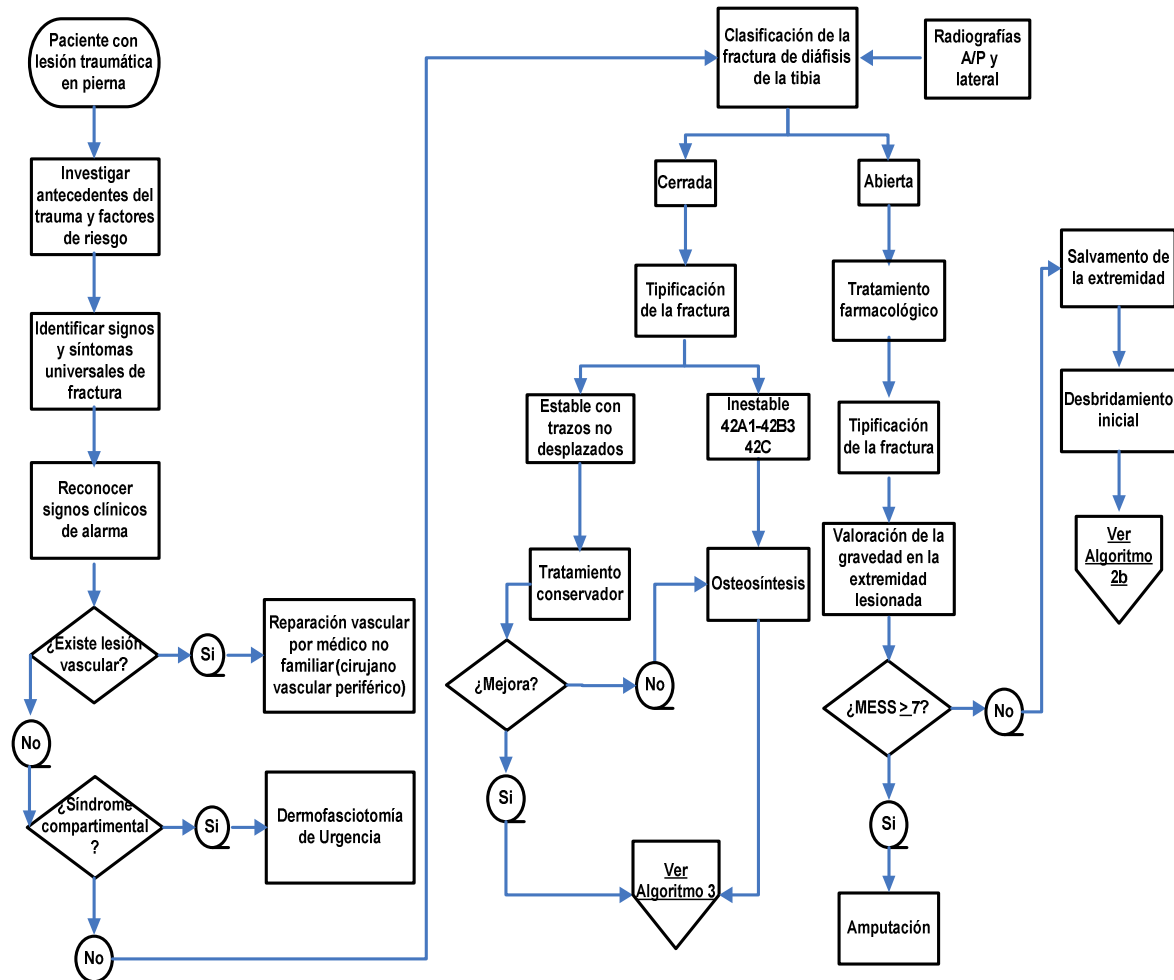 Paciente con
lesión traumática
en pierna
Investigar
antecedentes del
trauma y factores
de riesgo
Identificar signos
y síntomas
universales de
fractura
Reconocer
signos clínicos
de alarma
¿Existe lesión
vascular?
Si
Reparación vascular
por médico no
familiar (cirujano
vascular periférico)
No
¿Síndrome
compartimental
?
Si
Dermofasciotomía
de Urgencia
No
Clasificación de la
fractura de diáfisis
de la tibia
Radiografías
A/P y
lateral
Cerrada
Tipificación
de la fractura
Estable con
trazos no
desplazados
Inestable
42A1-42B3
42C
Tratamiento
conservador
Osteosíntesis
¿Mejora?
No
Si
Ver
Algoritmo 3
Abierta
Tratamiento
farmacológico
Tipificación
de la fractura
Valoración de la
gravedad en la
extremidad
lesionada
¿MESS ≥7?
No
Si
Amputación
Salvamento de
la extremidad
Desbridamiento
inicial
Ver
Algoritmo
2b